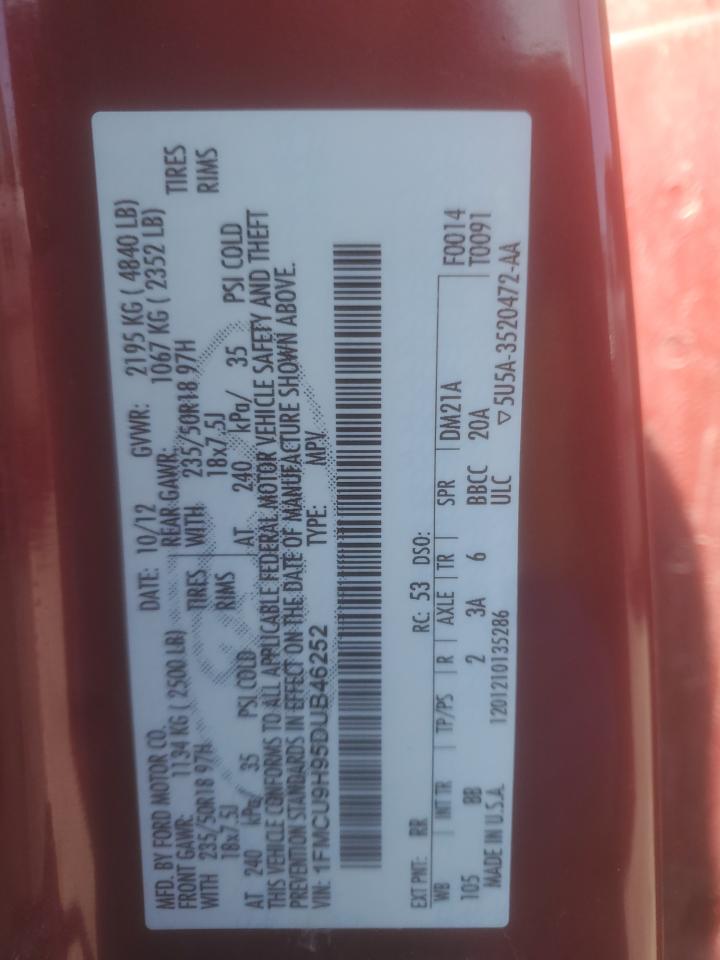 MFD. BY FORD MOTOR CO. DATE: 10/12 GVWR: 2195 KG ( 4840 LB)
FRONT GAWR: 1134 KG ( 2500 LB) REAR GAWR: 1067 KG ( 2352 LB)
WITH 235/50R18 97H TIRES WITH 235/50R18 97H TIRES
18x7.5J RIMS 18x7.5J RIMS
AT 240 kPa/ 35 PSI COLD AT 240 kPa/ 35 PSI COLD
THIS VEHICLE CONFORMS TO ALL APPLICABLE FEDERAL MOTOR VEHICLE SAFETY AND THEFT
PREVENTION STANDARDS IN EFFECT ON THE DATE OF MANUFACTURE SHOWN ABOVE.
VIN: 1FMCU9H95DUB46252 TYPE: MPV
EXT PNT: RR RC: 53 DSO: F0014
WB INT TR TP/PS R AXLE TR SPR DM21A T0091
105 BB 2 3A 6 BBCC 20A
MADE IN U.S.A. 1201210135286 ULC ▽ 5U5A-3520472-AA